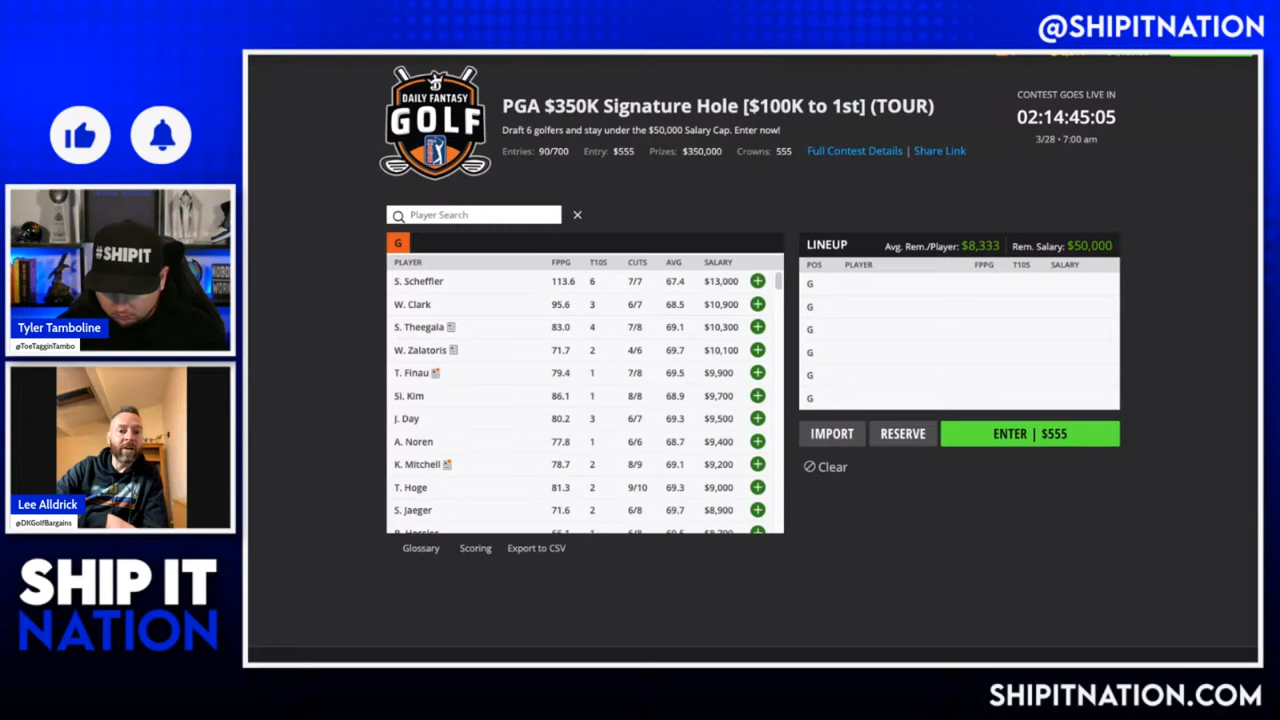 @SHIPITNATION
DAILY FANTASY
GOLF
PGA TOUR
PGA $350K Signature Hole [$100K to 1st] (TOUR)
Draft 6 golfers and stay under the $50,000 Salary Cap. Enter now!
Entries: 90/700 Entry: $555 Prizes: $350,000 Crowns: 555 Full Contest Details | Share Link
CONTEST GOES LIVE IN
02:14:45:05
3/28 • 7:00 am
Player Search
G
PLAYER FPPG T10S CUTS AVG SALARY
S. Scheffler 113.6 6 7/7 67.4 $13,000
W. Clark 95.6 3 6/7 68.5 $10,900
S. Theegala 83.0 4 7/8 69.1 $10,300
W. Zalatoris 71.7 2 4/6 69.7 $10,100
T. Finau 79.4 1 7/8 69.5 $9,900
Si. Kim 86.1 1 8/8 68.9 $9,700
J. Day 80.2 3 6/7 69.3 $9,500
A. Noren 77.8 1 6/6 68.7 $9,400
K. Mitchell 78.7 2 8/9 69.1 $9,200
T. Hoge 81.3 2 9/10 69.3 $9,000
S. Jaeger 71.6 2 6/8 69.7 $8,900
Glossary Scoring Export to CSV
LINEUP Avg. Rem./Player: $8,333 Rem. Salary: $50,000
POS PLAYER FPPG T10S SALARY
G
G
G
G
G
G
IMPORT RESERVE ENTER | $555
Clear
#SHIPIT
Tyler Tamboline
@ToeTagginTambo
Lee Alldrick
@DKGolfBargains
SHIP IT
NATION
SHIPITNATION.COM